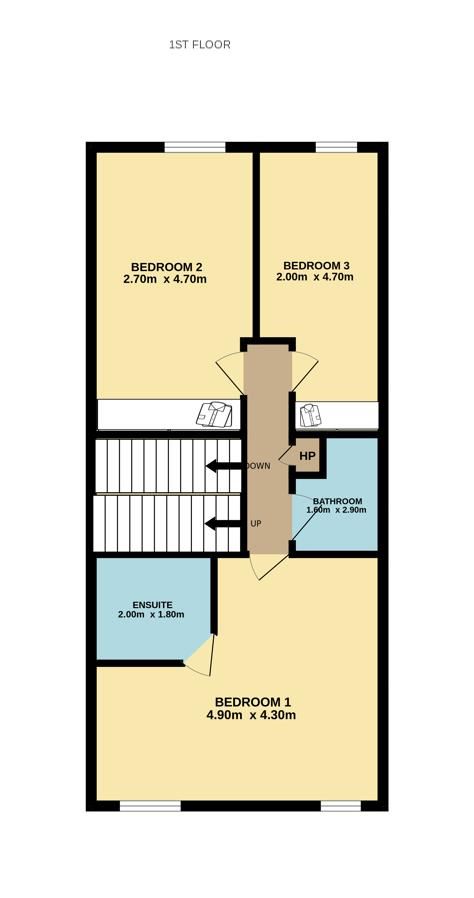 1ST FLOOR
BEDROOM 2
2.70m x 4.70m
BEDROOM 3
2.00m x 4.70m
HP
DOWN
BATHROOM
1.60m x 2.90m
UP
ENSUITE
2.00m x 1.80m
BEDROOM 1
4.90m x 4.30m